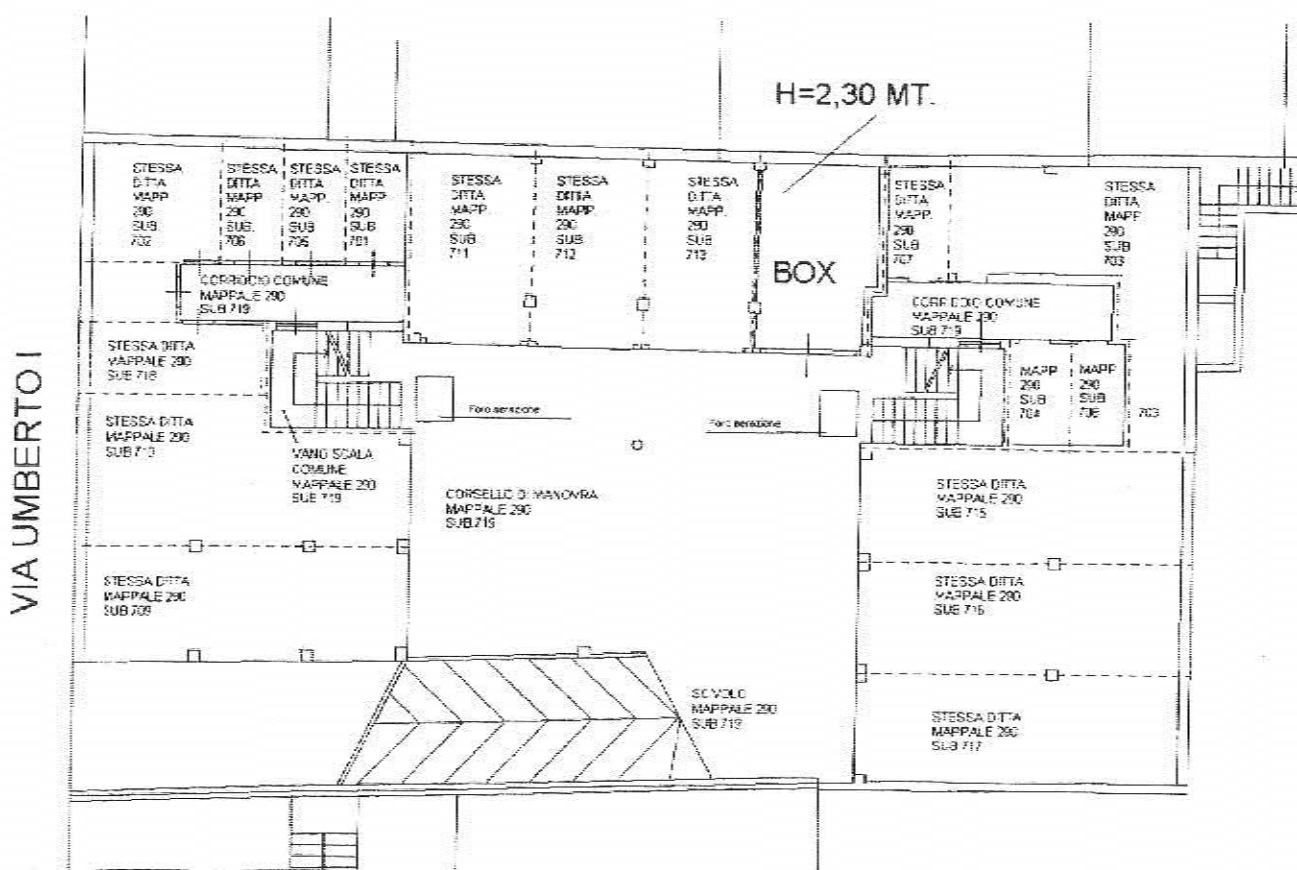 H=2,30 MT.
STESSA
DITTA
MAPP.
290
SUB.
702
STESSA
DITTA
MAPP.
290
SUB.
STESSA
DITTA
MAPP.
290
SUB.
STESSA
DITTA
MAPP.
290
SUB
701
STESSA
DITTA
MAPP.
290
SUB
711
STESSA
DITTA
MAPP.
290
SUB
712
STESSA
DITTA
MAPP.
290
SUB
713
BOX
STESSA
DITTA
MAPP.
290
SUB
707
STESSA
DITTA
MAPP.
290
SUB
703
CORRIDOIO COMUNE
MAPPALE 290
SUB 719
CORRIDOIO COMUNE
MAPPALE 290
SUB 719
STESSA DITTA
MAPPALE 290
SUB 718
MAPP
290
SUB
704
MAPP
290
SUB
703
Foro aerazione
Foro aerazione
STESSA DITTA
MAPPALE 290
VANO SCALA
COMUNE
MAPPALE 290
SUB 719
CORSELLO DI MANOVRA
MAPPALE 290
SUB 719
STESSA DITTA
MAPPALE 290
SUB 715
STESSA DITTA
MAPPALE 290
SUB 709
STESSA DITTA
MAPPALE 290
SUB 716
SCIVOLO
MAPPALE 290
SUB 719
STESSA DITTA
MAPPALE 290
SUB 717
VIA UMBERTO I